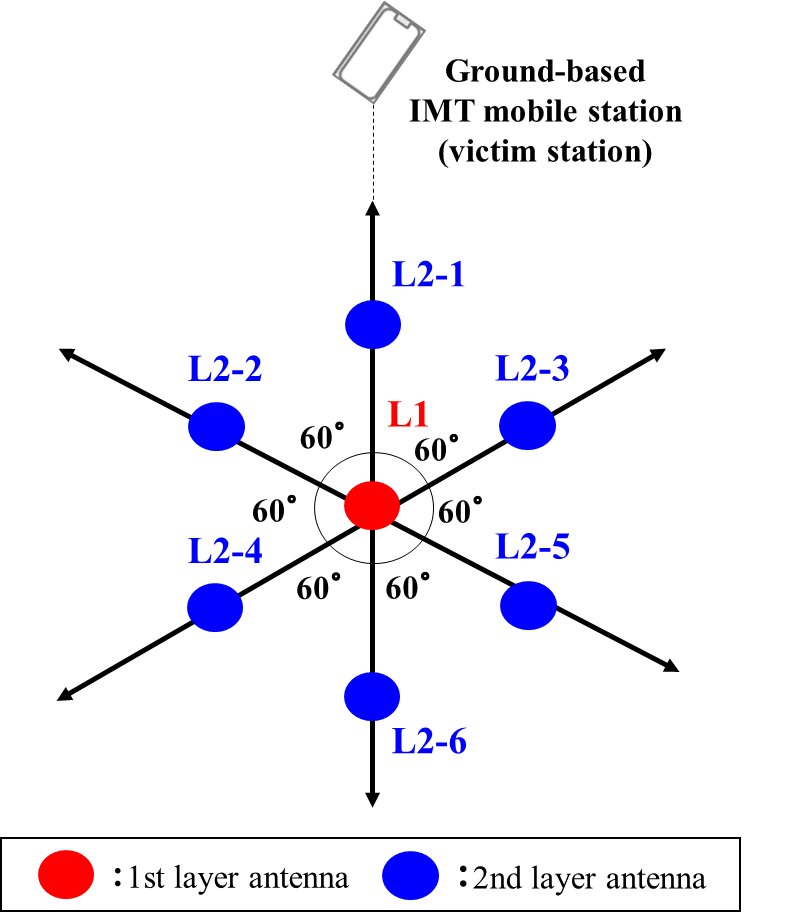 Ground-based
IMT mobile station
(victim station)
L2-1
L2-2
L2-3
L1
60°
60°
60°
60°
L2-4
L2-5
60°
60°
L2-6
:1st layer antenna
:2nd layer antenna